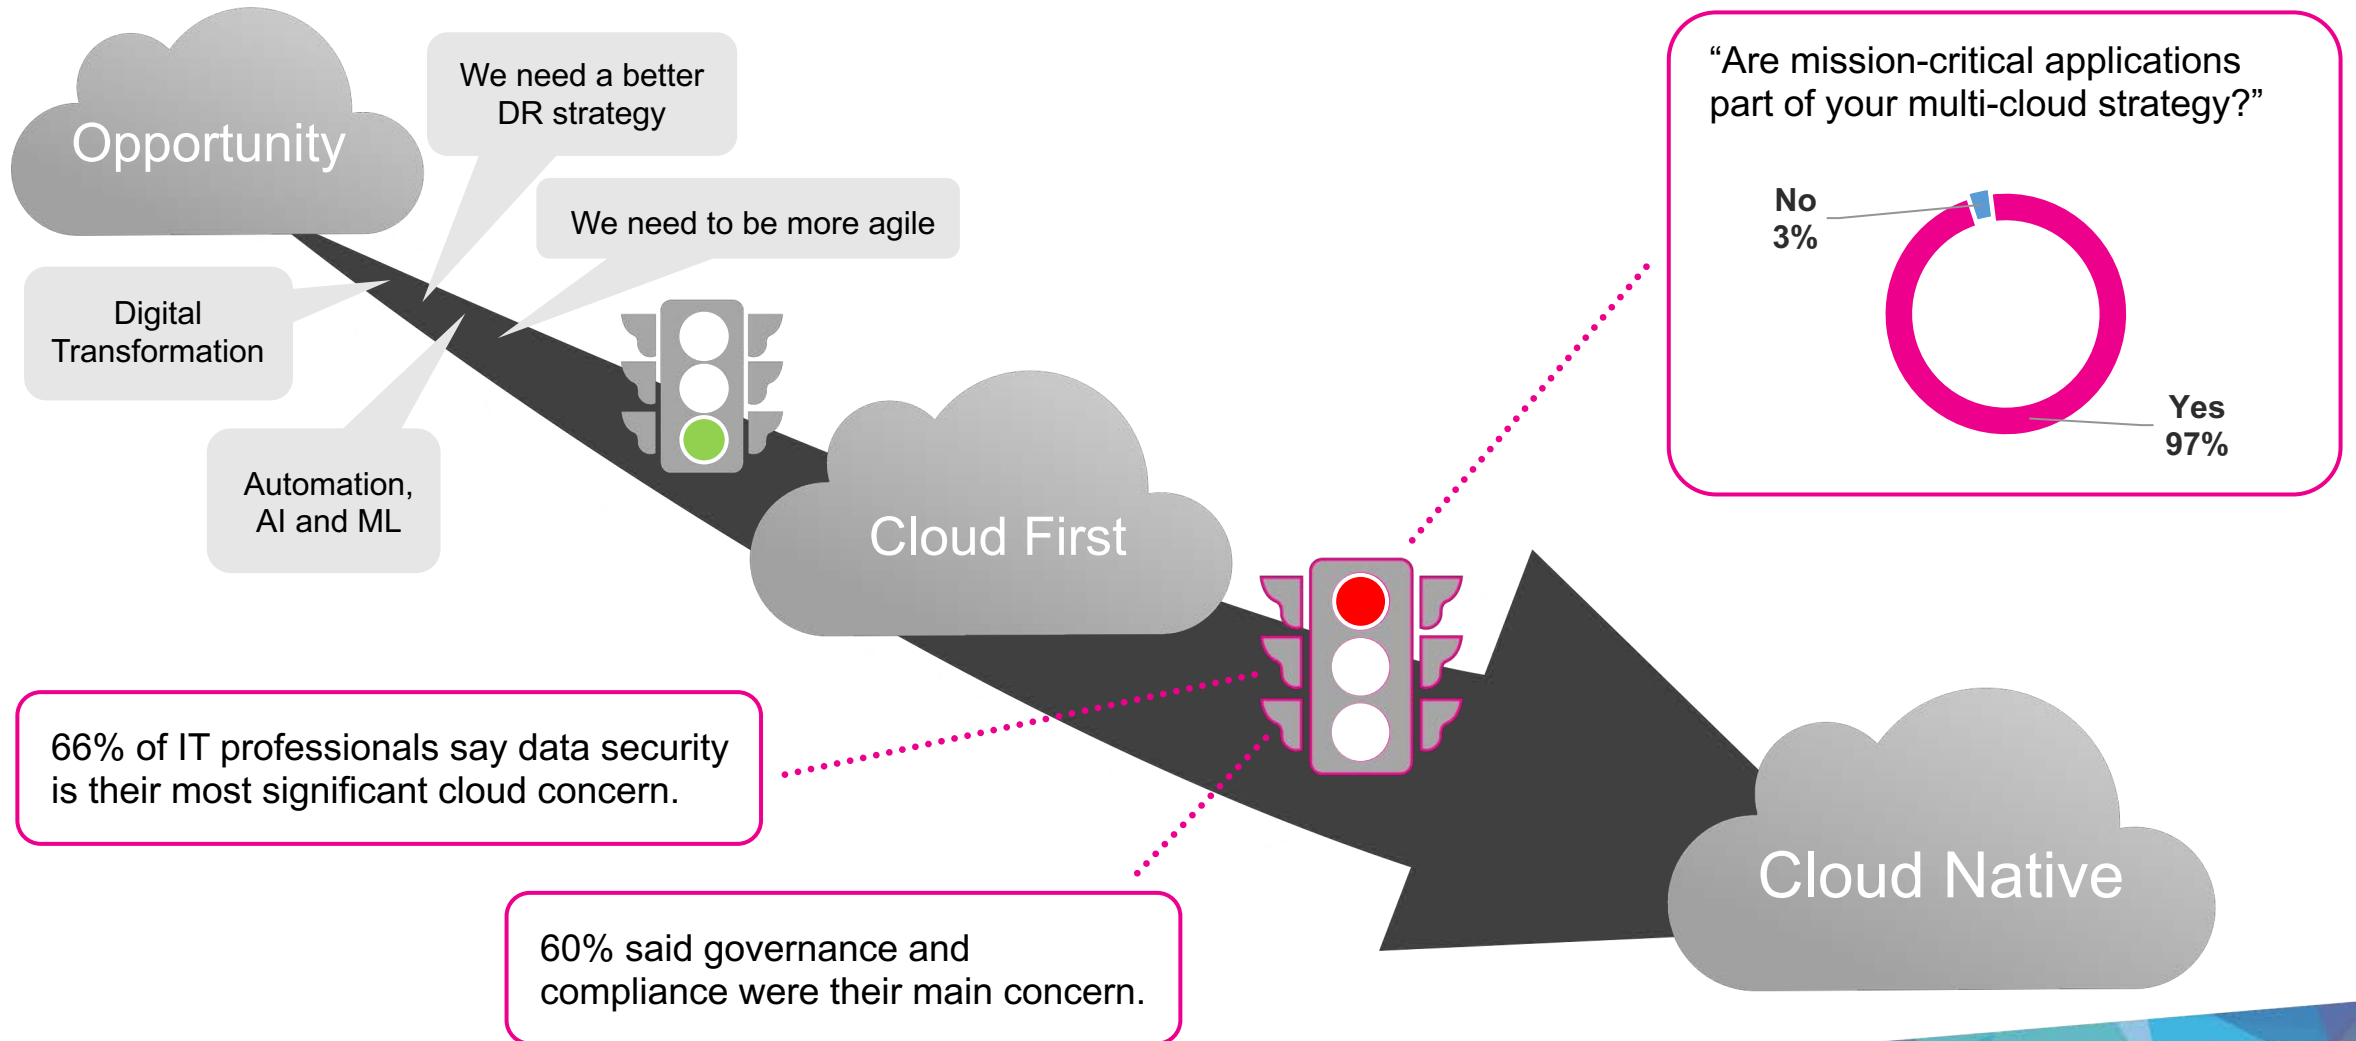 Opportunity
We need a better
DR strategy
We need to be more agile
Digital
Transformation
Automation,
AI and ML
Cloud First
“Are mission-critical applications
part of your multi-cloud strategy?”
No
3%
Yes
97%
66% of IT professionals say data security
is their most significant cloud concern.
60% said governance and
compliance were their main concern.
Cloud Native